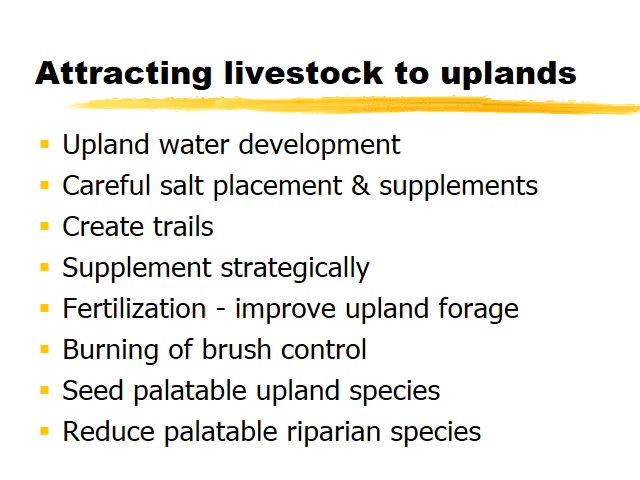 Attracting livestock to uplands
Upland water development
Careful salt placement & supplements
Create trails
Supplement strategically
Fertilization - improve upland forage
Burning of brush control
Seed palatable upland species
Reduce palatable riparian species